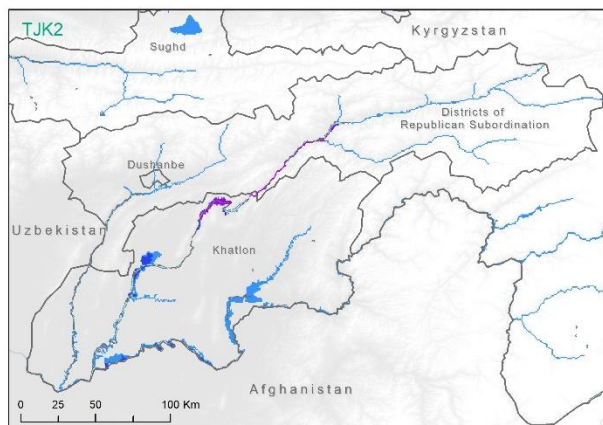 TJK2
Sughd
Kyrgyzstan
Districts of
Republican Subordination
Dushanbe
Uzbekistan
Khatlon
Afghanistan
0 25 50 100 Km